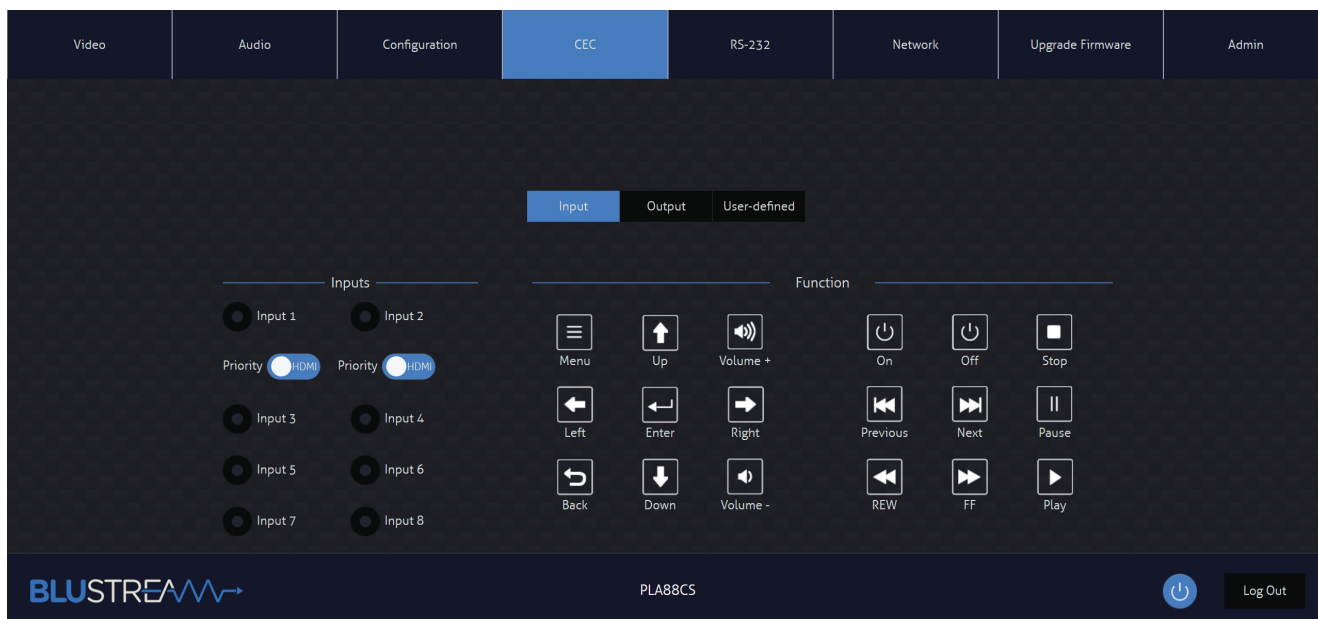 Video Audio Configuration CEC RS-232 Network Upgrade Firmware Admin
Input Output User-defined
Inputs
Input 1 Input 2
Priority HDMI Priority HDMI
Input 3 Input 4
Input 5 Input 6
Input 7 Input 8
Function
Menu Up Volume + On Off Stop
Left Enter Right Previous Next Pause
Back Down Volume - REW FF Play
BLUSTREAM PLA88CS Log Out